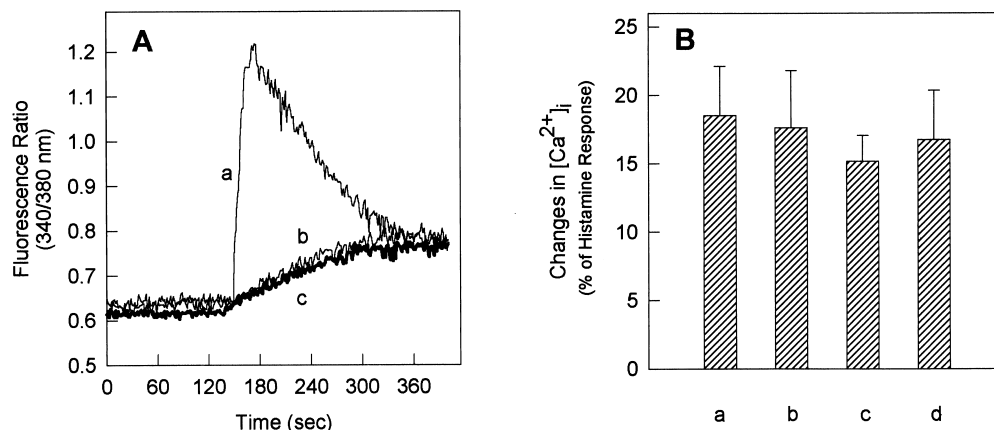 A
Fluorescence Ratio
(340/380 nm)
1.2
1.1
1.0
0.9
0.8
0.7
0.6
0.5
a
b
c
0 60 120 180 240 300 360
Time (sec)
B
Changes in [Ca2+]i
(% of Histamine Response)
25
20
15
10
5
0
a b c d